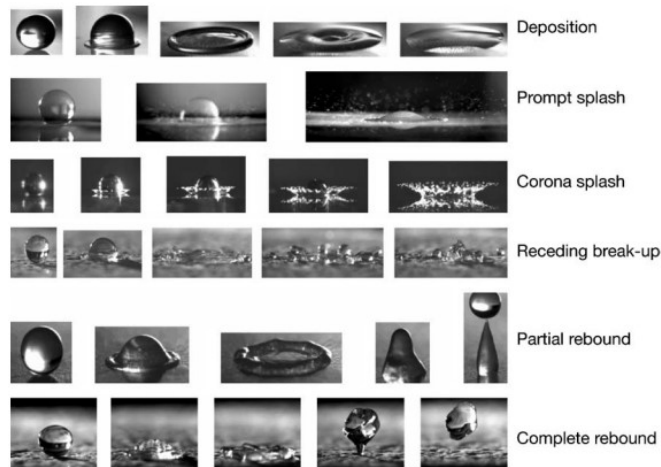 Deposition
Prompt splash
Corona splash
Receding break-up
Partial rebound
Complete rebound